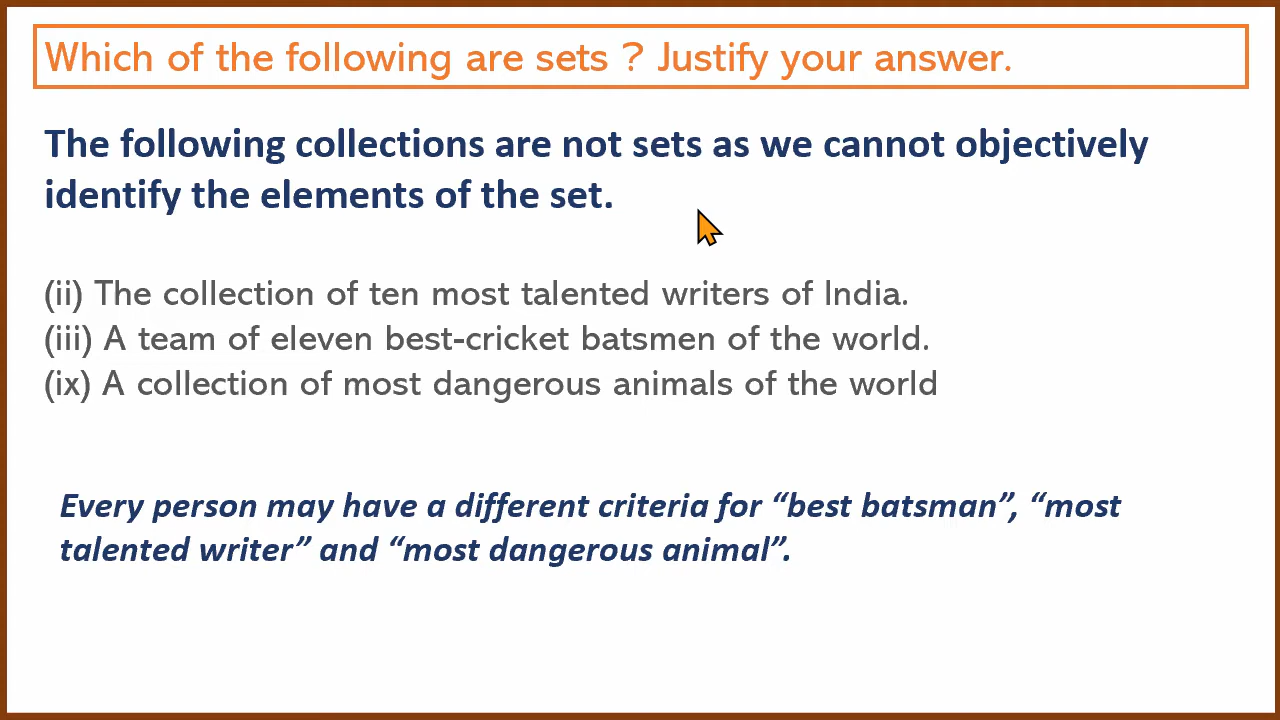 Which of the following are sets ? Justify your answer.
The following collections are not sets as we cannot objectively
identify the elements of the set.
(ii) The collection of ten most talented writers of India.
(iii) A team of eleven best-cricket batsmen of the world.
(ix) A collection of most dangerous animals of the world
Every person may have a different criteria for “best batsman”, “most
talented writer” and “most dangerous animal”.